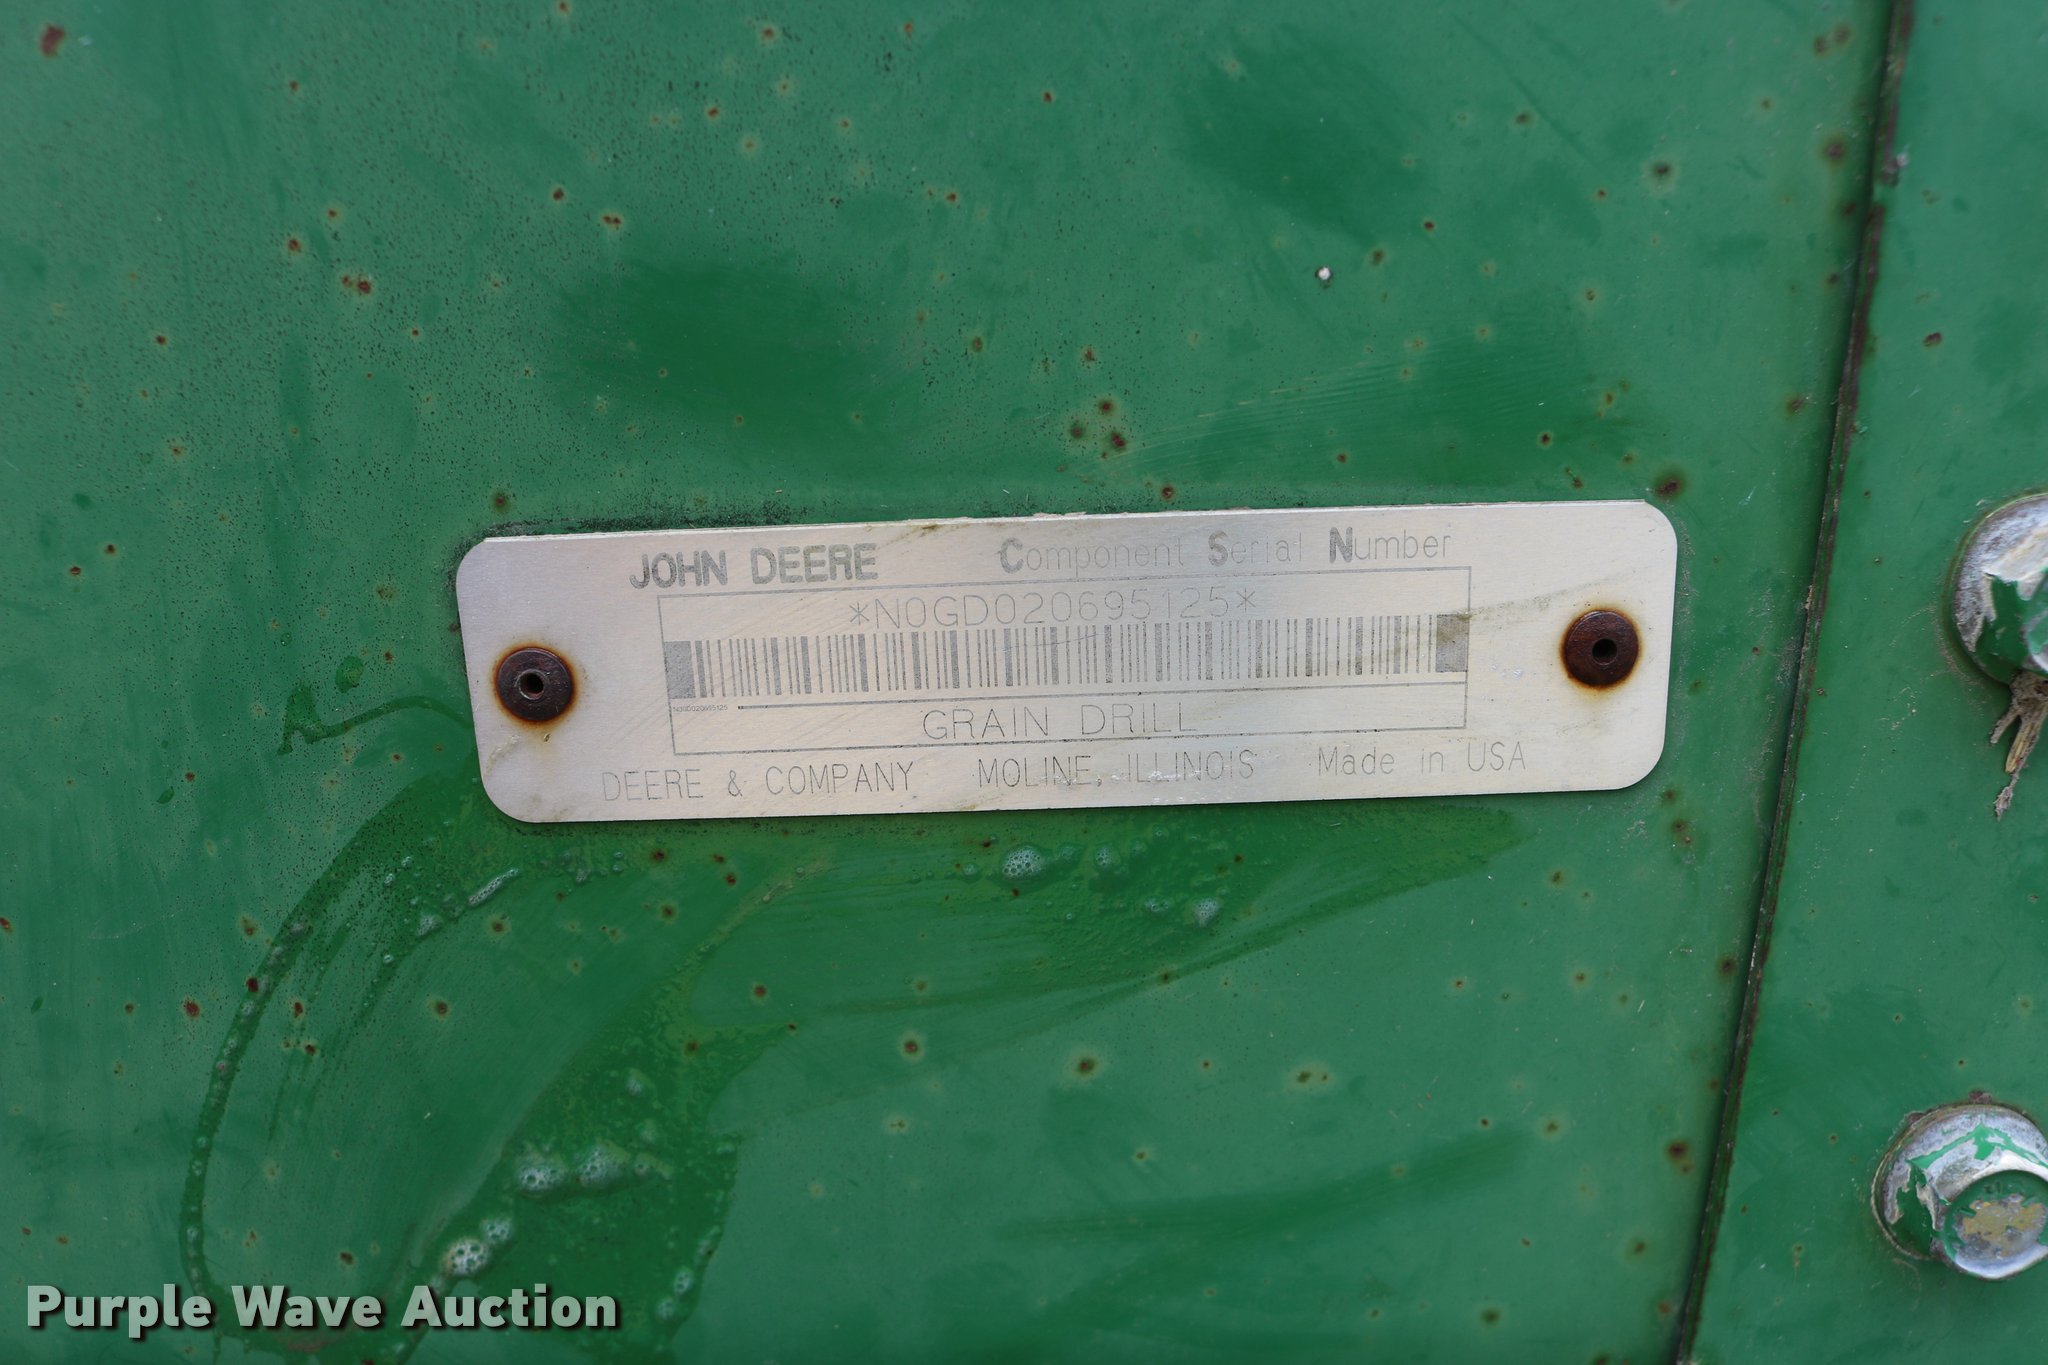 JOHN DEERE Component Serial Number
*N0GD020695125*
GRAIN DRILL
DEERE & COMPANY MOLINE, ILLINOIS Made in USA
Purple Wave Auction